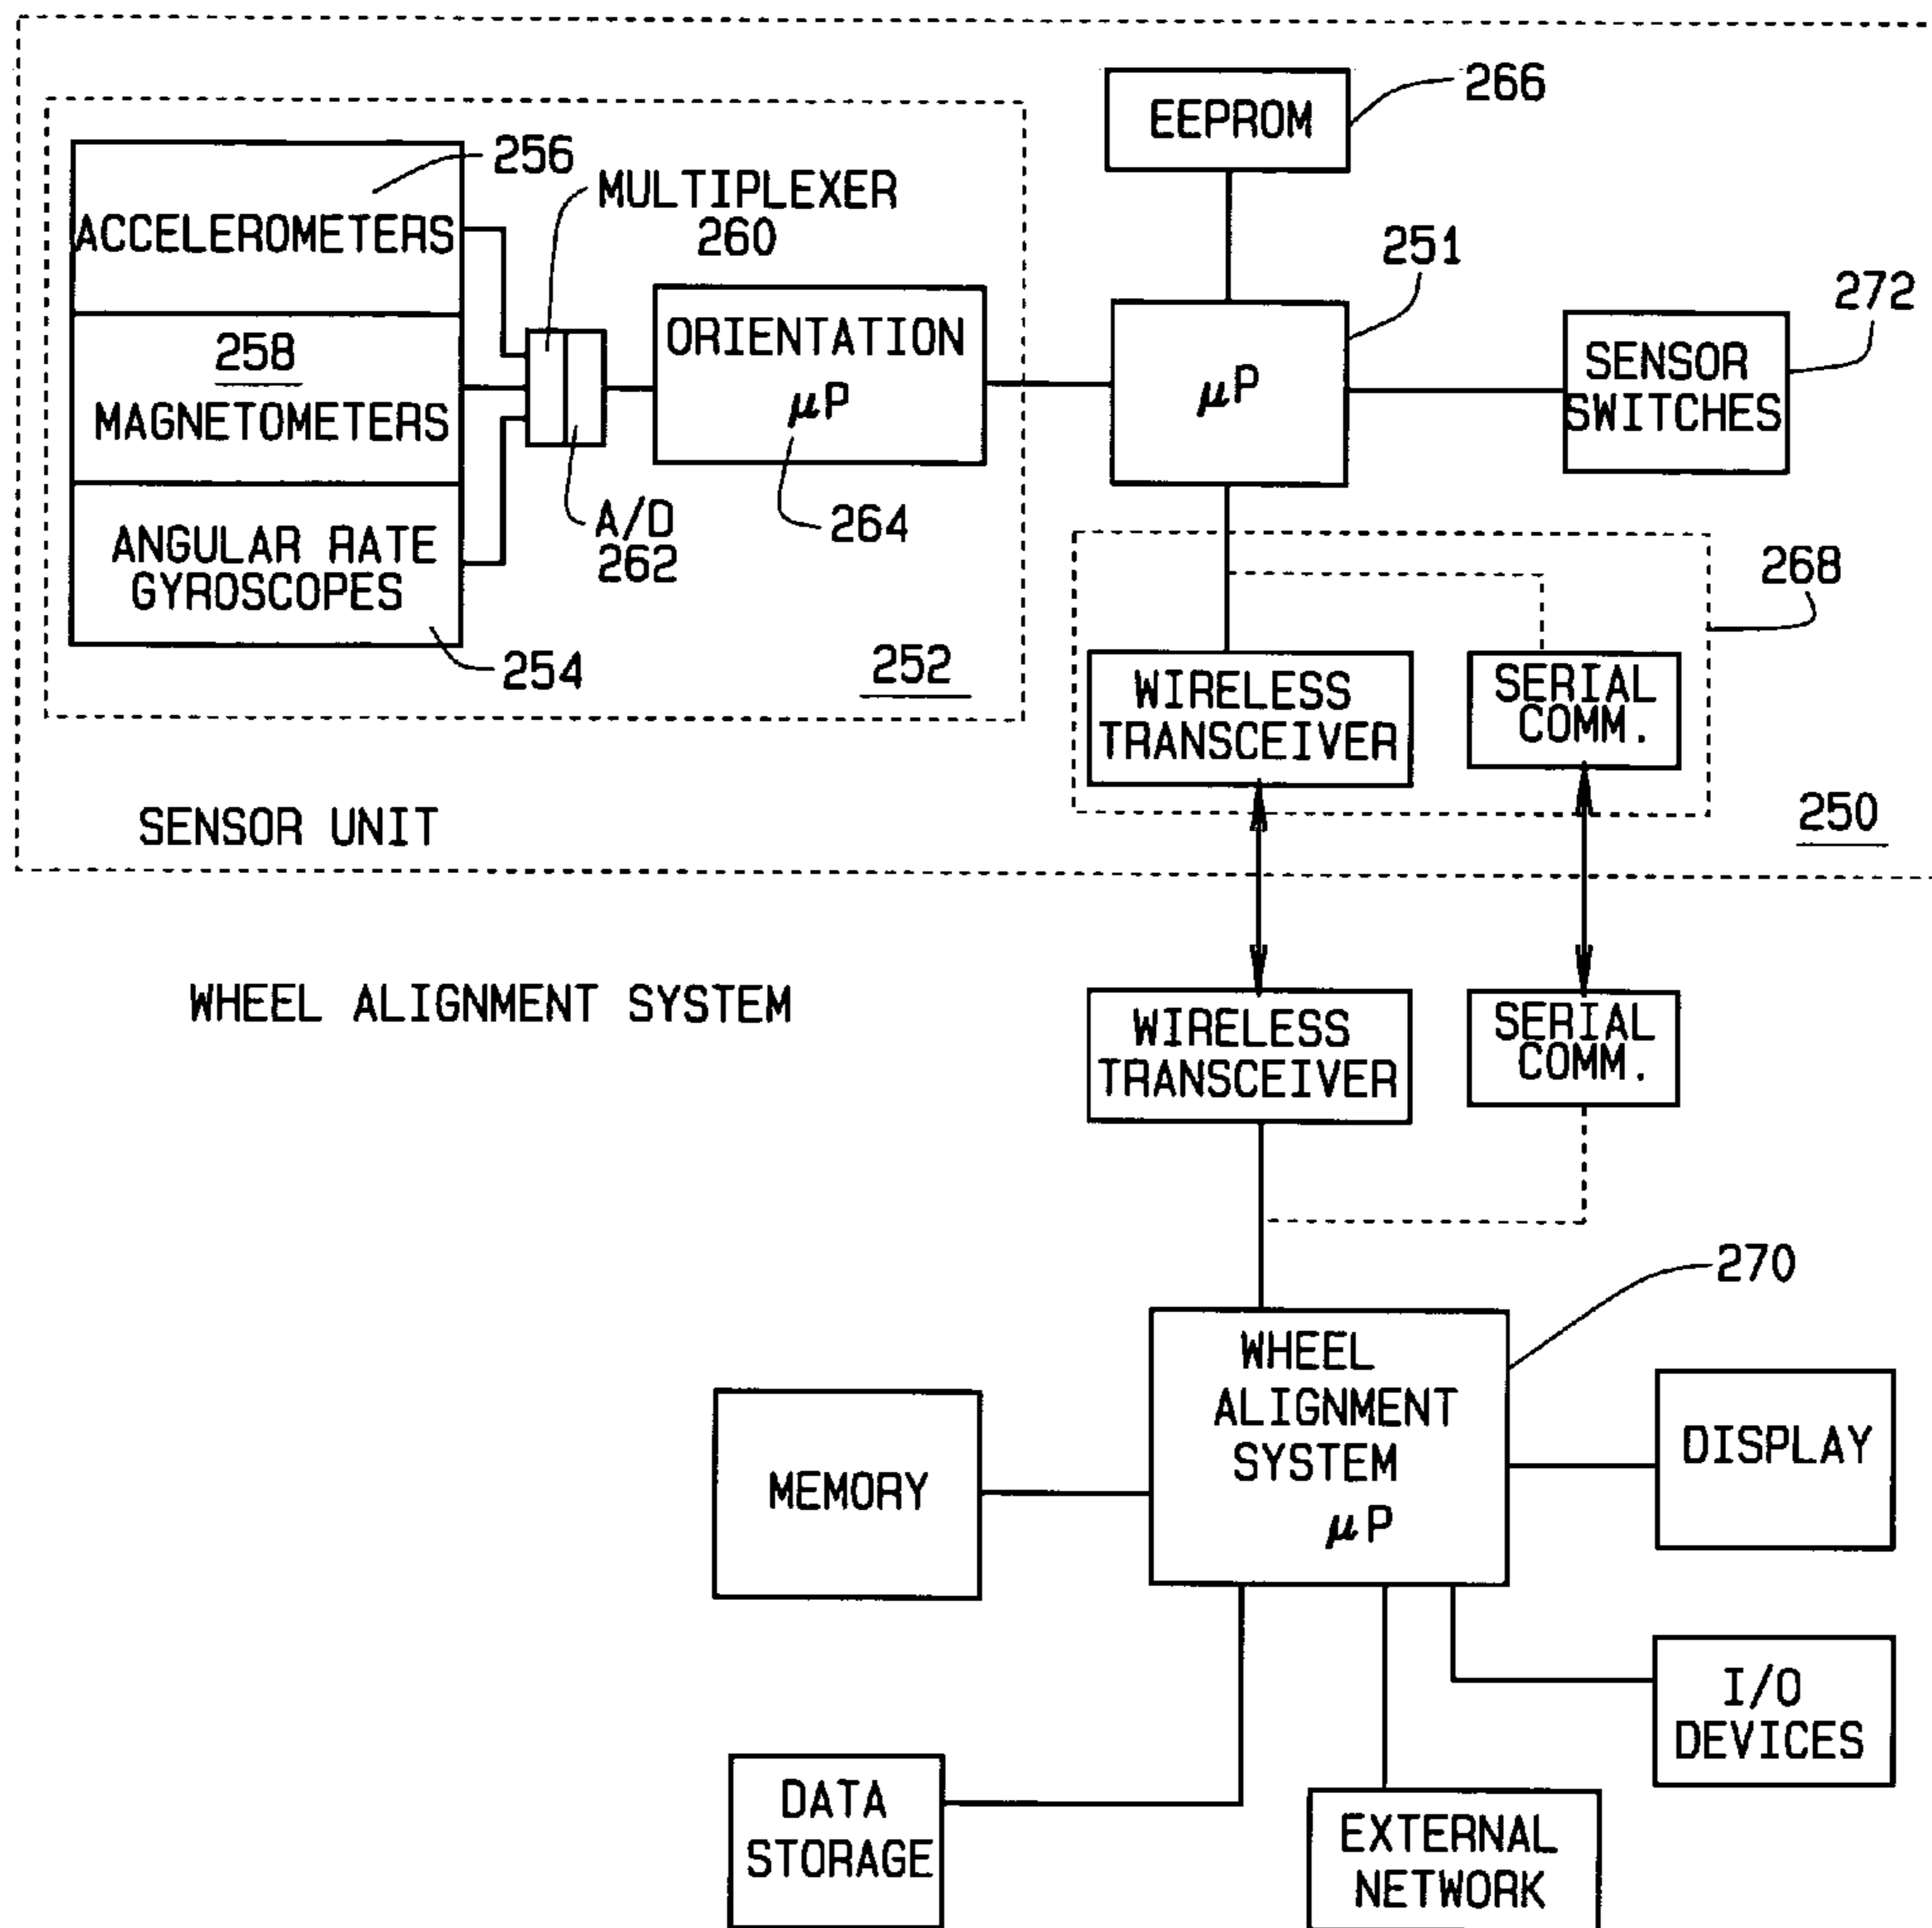 EEPROM
266
256
ACCELEROMETERS
MULTIPLEXER
260
251
272
258
MAGNETOMETERS
ORIENTATION
μP
μP
SENSOR
SWITCHES
A/D
262
264
ANGULAR RATE
GYROSCOPES
254
252
268
WIRELESS
TRANSCEIVER
SERIAL
COMM.
SENSOR UNIT
250
WHEEL ALIGNMENT SYSTEM
WIRELESS
TRANSCEIVER
SERIAL
COMM.
270
WHEEL
ALIGNMENT
SYSTEM
μP
MEMORY
DISPLAY
I/O
DEVICES
DATA
STORAGE
EXTERNAL
NETWORK